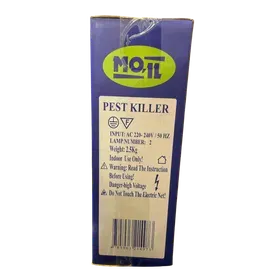 MO,11
PEST KILLER
INPUT: AC 220- 240V / 50 HZ
LAMP NUMBER: 2
Weight: 2.5Kg
Indoor Use Only!
Warning: Read The Instruction
Before Using!
Danger-high Voltage
Do Not Touch The Electric Net!